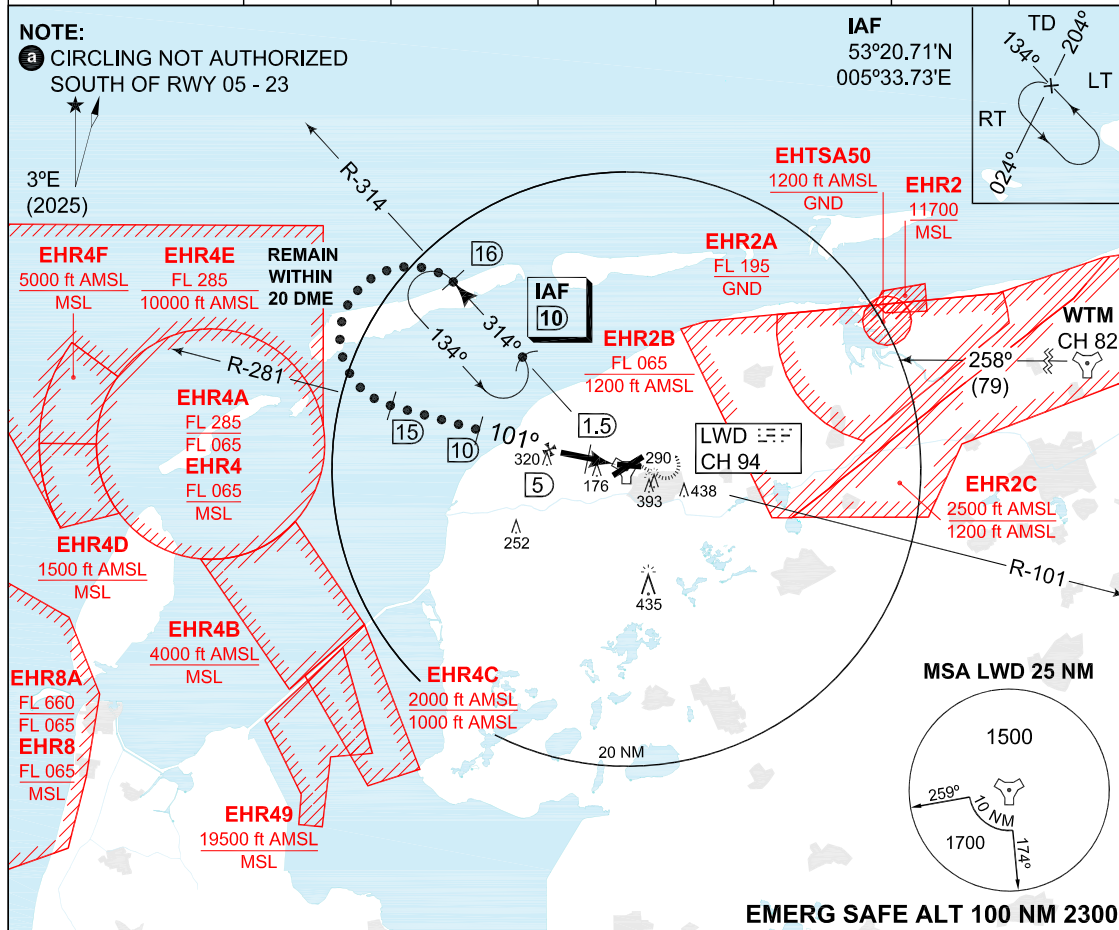 NOTE:
a CIRCLING NOT AUTHORIZED
SOUTH OF RWY 05 - 23
3ºE
(2025)
IAF
53º20.71'N
005º33.73'E
TD
134º
204º
LT
RT
024º
R-314
EHTSA50
1200 ft AMSL
GND
EHR2
11700
MSL
EHR4F
5000 ft AMSL
MSL
EHR4E
FL 285
10000 ft AMSL
REMAIN
WITHIN
20 DME
16
IAF
10
EHR2A
FL 195
GND
134º
314º
EHR2B
FL 065
1200 ft AMSL
WTM
CH 82
258º
(79)
R-281
EHR4A
FL 285
FL 065
EHR4
FL 065
MSL
15
10
101º
1.5
LWD
CH 94
320
5
176
290
393
438
252
EHR2C
2500 ft AMSL
1200 ft AMSL
EHR4D
1500 ft AMSL
MSL
R-101
435
EHR4B
4000 ft AMSL
MSL
EHR8A
FL 660
FL 065
EHR8
FL 065
MSL
EHR4C
2000 ft AMSL
1000 ft AMSL
20 NM
EHR49
19500 ft AMSL
MSL
MSA LWD 25 NM
1500
259º
10 NM
1700
174º
EMERG SAFE ALT 100 NM 2300